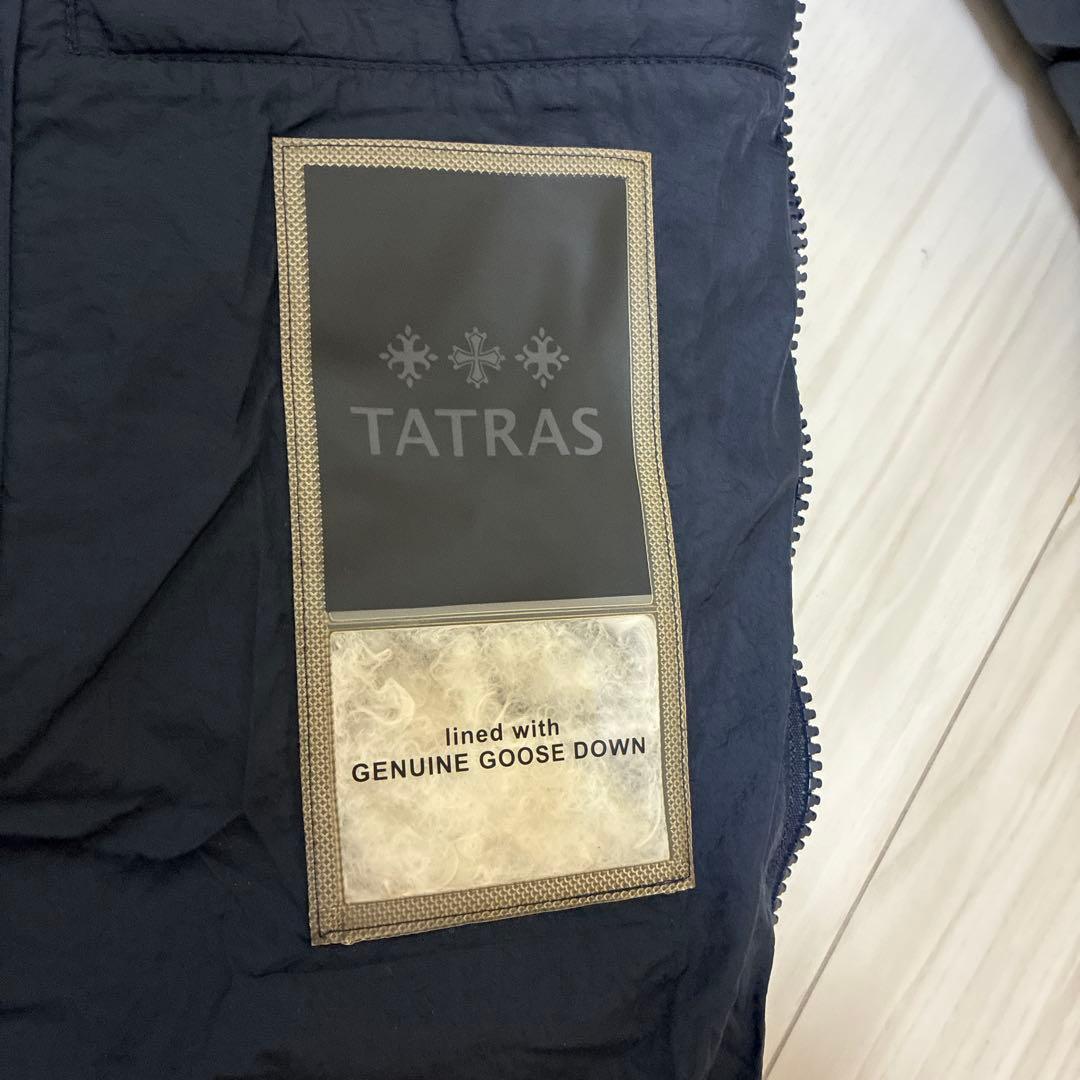 TATRAS
lined with
GENUINE GOOSE DOWN